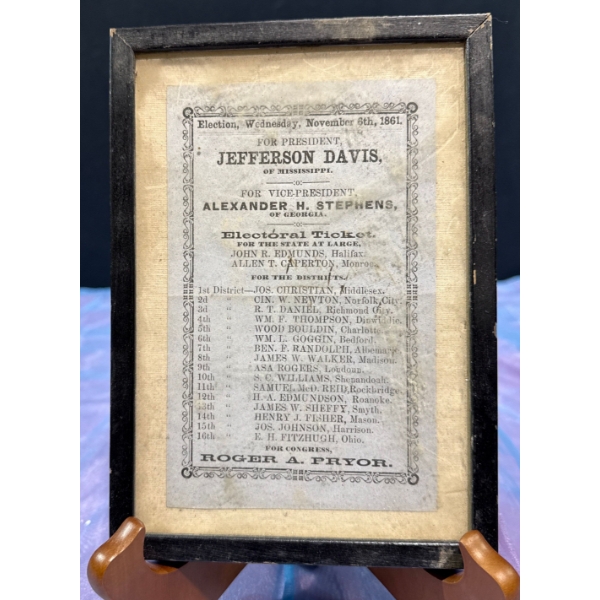 Election, Wednesday, November 6th, 1861.
FOR PRESIDENT,
JEFFERSON DAVIS,
OF MISSISSIPPI.
FOR VICE-PRESIDENT,
ALEXANDER H. STEPHENS,
OF GEORGIA.
Electoral Ticket.
FOR THE STATE AT LARGE,
JOHN R. EDMUNDS, Halifax.
ALLEN T. CAPERTON, Monroe.
FOR THE DISTRICTS,
1st District—JOS. CHRISTIAN, Middlesex.
2d " CIN. W. NEWTON, Norfolk City.
3d " R. T. DANIEL, Richmond City.
4th " WM. F. THOMPSON, Dinwiddie.
5th " WOOD BOULDIN, Charlotte.
6th " WM. L. GOGGIN, Bedford.
7th " BEN. F. RANDOLPH, Albemarle.
8th " JAMES W. WALKER, Madison.
9th " ASA ROGERS, Loudoun.
10th " S. C. WILLIAMS, Shenandoah.
11th " SAMUEL McD. REID, Rockbridge.
12th " H. A. EDMUNDSON, Roanoke.
13th " JAMES W. SHEFFY, Smyth.
14th " HENRY J. FISHER, Mason.
15th " JOS. JOHNSON, Harrison.
16th " E. H. FITZHUGH, Ohio.
FOR CONGRESS,
ROGER A. PRYOR.